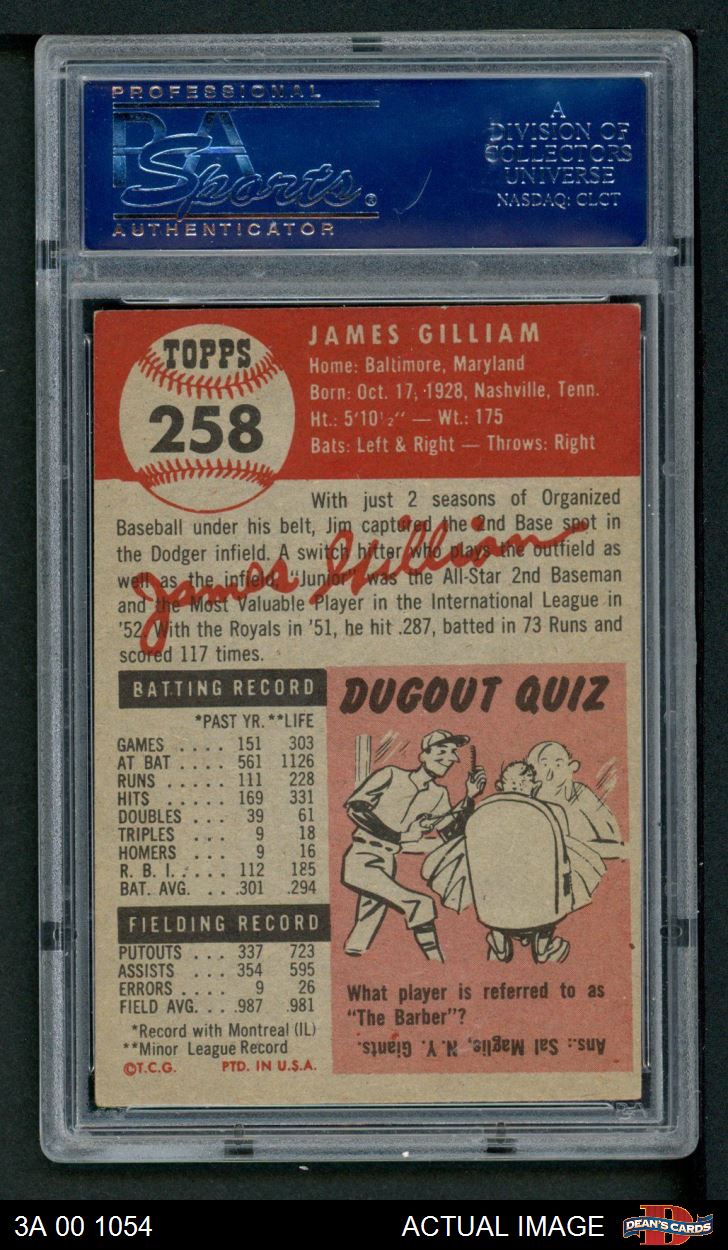 PROFESSIONAL
PSA
Sports®
AUTHENTICATOR
A
DIVISION OF
COLLECTORS
UNIVERSE
NASDAQ: CLCT
TOPPS
258
JAMES GILLIAM
Home: Baltimore, Maryland
Born: Oct. 17, 1928, Nashville, Tenn.
Ht.: 5'10½" — Wt.: 175
Bats: Left & Right — Throws: Right
With just 2 seasons of Organized
Baseball under his belt, Jim captured the 2nd Base spot in
the Dodger infield. A switch hitter who plays the outfield as
well as the infield, "Junior" was the All-Star 2nd Baseman
and the Most Valuable Player in the International League in
'52. With the Royals in '51, he hit .287, batted in 73 Runs and
scored 117 times.
James Gilliam
BATTING RECORD
*PAST YR. **LIFE
GAMES .... 151 303
AT BAT .... 561 1126
RUNS ..... 111 228
HITS ..... 169 331
DOUBLES ... 39 61
TRIPLES ... 9 18
HOMERS ... 9 16
R. B. I. .... 112 185
BAT. AVG. ... .301 .294
FIELDING RECORD
PUTOUTS ... 337 723
ASSISTS .... 354 595
ERRORS .... 9 26
FIELD AVG. .. .987 .981
*Record with Montreal (IL)
**Minor League Record
©T.C.G. PTD. IN U.S.A.
DUGOUT QUIZ
What player is referred to as
"The Barber"?
Ans.: Sal Maglie, N. Y. Giants.
3A 00 1054
ACTUAL IMAGE
D
DEAN'S CARDS